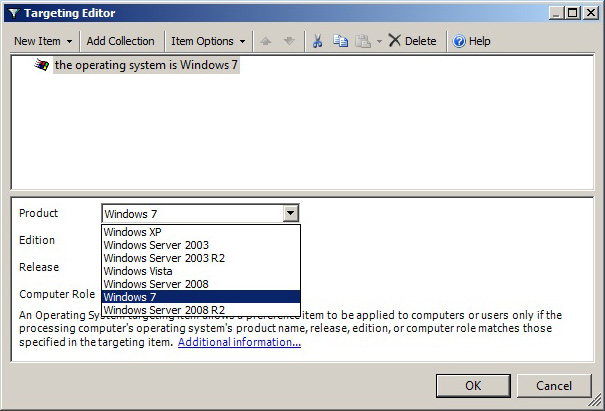 Targeting Editor
New Item Add Collection Item Options Delete Help
the operating system is Windows 7
Product Windows 7
Windows XP
Edition
Windows Server 2003
Windows Server 2003 R2
Release
Windows Vista
Windows Server 2008
Computer Role
Windows 7
Windows Server 2008 R2
An Operating System targeting item allows a preference item to be applied to computers or users only if the
processing computer's operating system's product name, release, edition, or computer role matches those
specified in the targeting item. Additional information...
OK Cancel